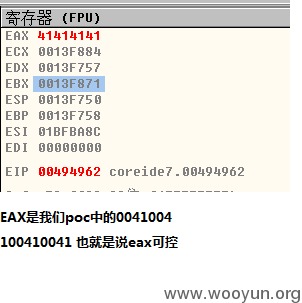 寄存器 (FPU)
EAX 41414141
ECX 0013F884
EDX 0013F757
EBX 0013F871
ESP 0013F750
EBP 0013F758
ESI 01BFBA8C
EDI 00000000
EIP 00494962 coreide7.00494962
EAX是我们poc中的0041004
100410041 也就是说eax可控
www.wooyun.org